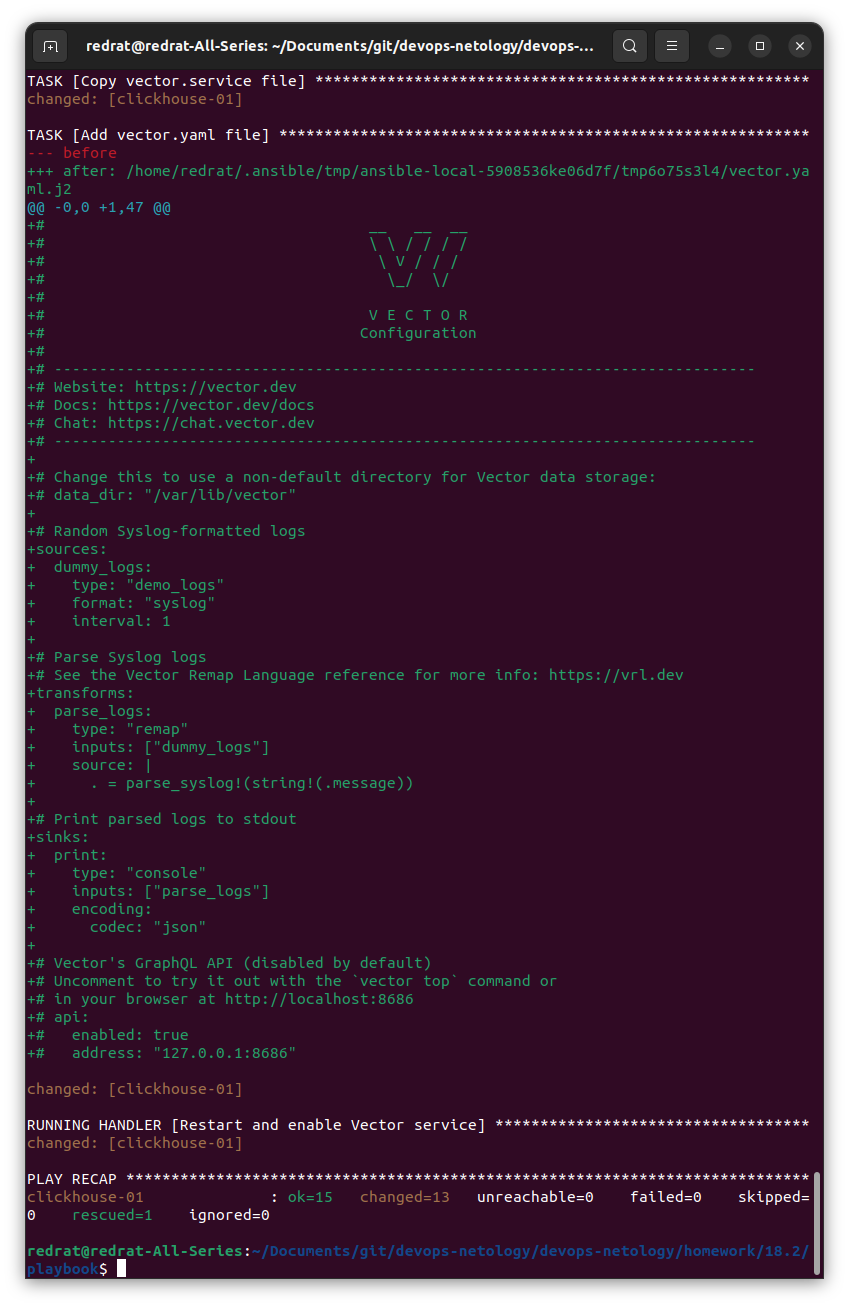 redrat@redrat-All-Series: ~/Documents/git/devops-netology/devops-...
TASK [Copy vector.service file] *******************************************************
changed: [clickhouse-01]

TASK [Add vector.yaml file] ***********************************************************
--- before
+++ after: /home/redrat/.ansible/tmp/ansible-local-5908536ke06d7f/tmp6o75s3l4/vector.ya
ml.j2
@@ -0,0 +1,47 @@
+#                                    __   __  __
+#                                    \ \ / / / /
+#                                     \ V / / /
+#                                      \_/  \/
+#
+#                                    V E C T O R
+#                                   Configuration
+#
+# ------------------------------------------------------------------------------
+# Website: https://vector.dev
+# Docs: https://vector.dev/docs
+# Chat: https://chat.vector.dev
+# ------------------------------------------------------------------------------
+
+# Change this to use a non-default directory for Vector data storage:
+# data_dir: "/var/lib/vector"
+
+# Random Syslog-formatted logs
+sources:
+  dummy_logs:
+    type: "demo_logs"
+    format: "syslog"
+    interval: 1
+
+# Parse Syslog logs
+# See the Vector Remap Language reference for more info: https://vrl.dev
+transforms:
+  parse_logs:
+    type: "remap"
+    inputs: ["dummy_logs"]
+    source: |
+      . = parse_syslog!(string!(.message))
+
+# Print parsed logs to stdout
+sinks:
+  print:
+    type: "console"
+    inputs: ["parse_logs"]
+    encoding:
+      codec: "json"
+
+# Vector's GraphQL API (disabled by default)
+# Uncomment to try it out with the `vector top` command or
+# in your browser at http://localhost:8686
+# api:
+#   enabled: true
+#   address: "127.0.0.1:8686"

changed: [clickhouse-01]

RUNNING HANDLER [Restart and enable Vector service] ***********************************
changed: [clickhouse-01]

PLAY RECAP ****************************************************************************
clickhouse-01              : ok=15   changed=13   unreachable=0    failed=0    skipped=
0    rescued=1    ignored=0

redrat@redrat-All-Series:~/Documents/git/devops-netology/devops-netology/homework/18.2/
playbook$